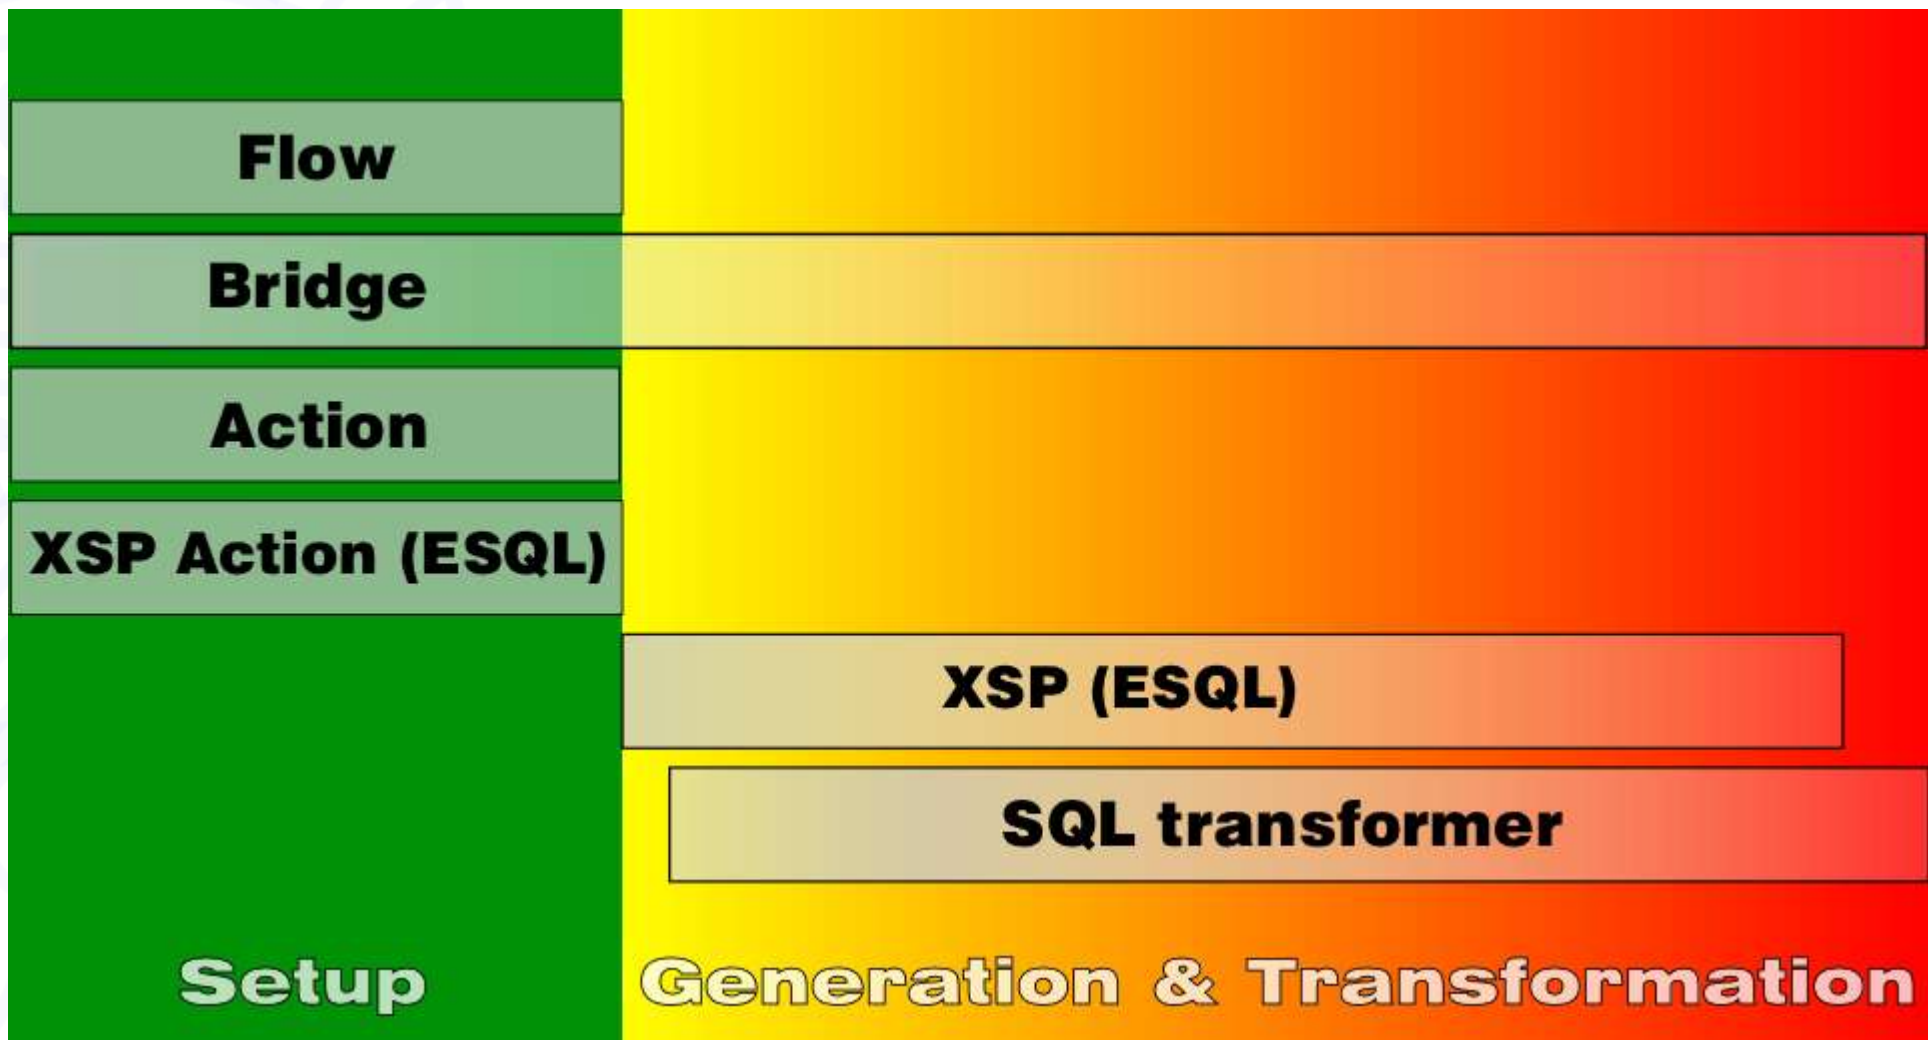 Flow
Bridge
Action
XSP Action (ESQL)
XSP (ESQL)
SQL transformer
Setup
Generation & Transformation